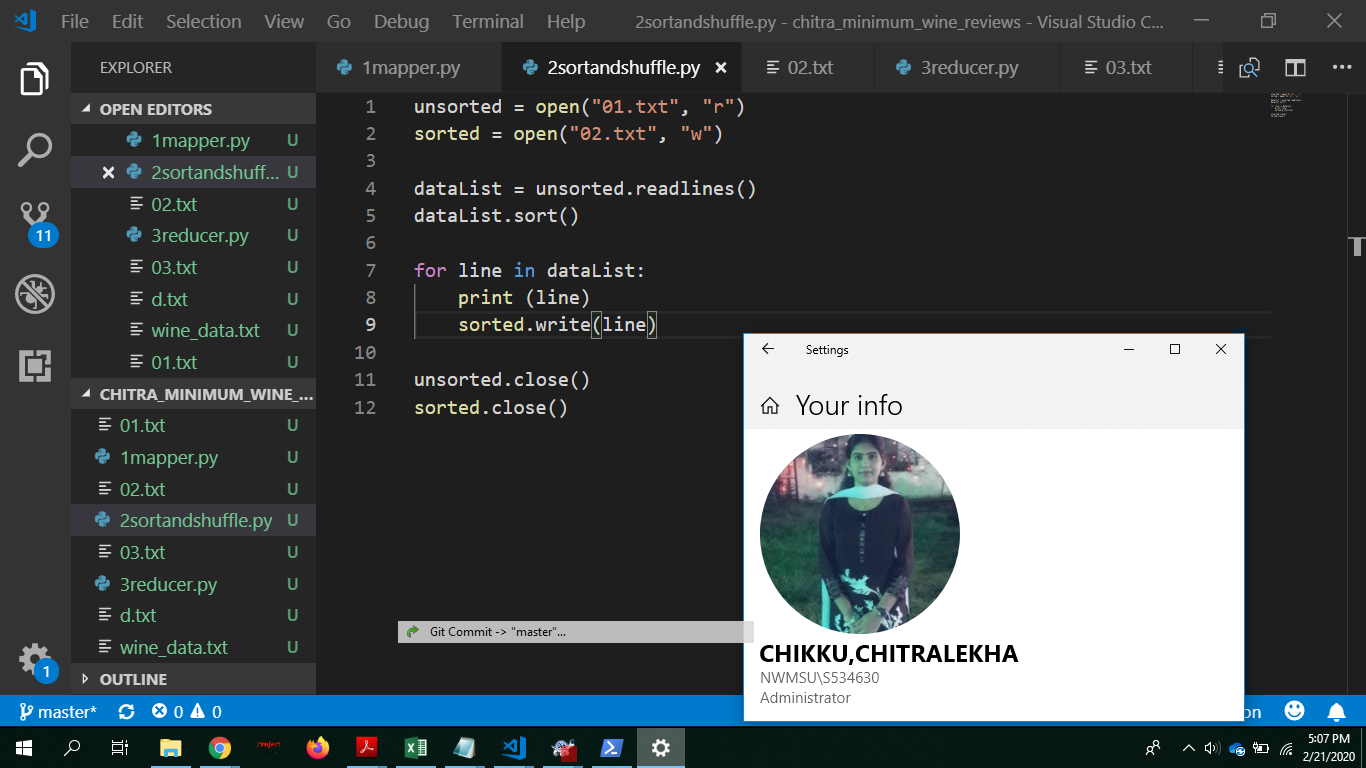 File Edit Selection View Go Debug Terminal Help 2sortandshuffle.py - chitra_minimum_wine_reviews - Visual Studio C...
EXPLORER
1mapper.py 2sortandshuffle.py 02.txt 3reducer.py 03.txt
OPEN EDITORS
1mapper.py U
2sortandshuff... U
02.txt U
3reducer.py U
03.txt U
d.txt U
wine_data.txt U
01.txt U
CHITRA_MINIMUM_WINE_...
01.txt U
1mapper.py U
02.txt U
2sortandshuffle.py U
03.txt U
3reducer.py U
d.txt U
wine_data.txt U
OUTLINE
11
1
1 unsorted = open("01.txt", "r")
2 sorted = open("02.txt", "w")
3
4 dataList = unsorted.readlines()
5 dataList.sort()
6
7 for line in dataList:
8 print (line)
9 sorted.write(line)
10
11 unsorted.close()
12 sorted.close()
Git Commit -> "master"...
Settings
Your info
CHIKKU,CHITRALEKHA
NWMSU\S534630
Administrator
master* 0 0 on
5:07 PM
2/21/2020